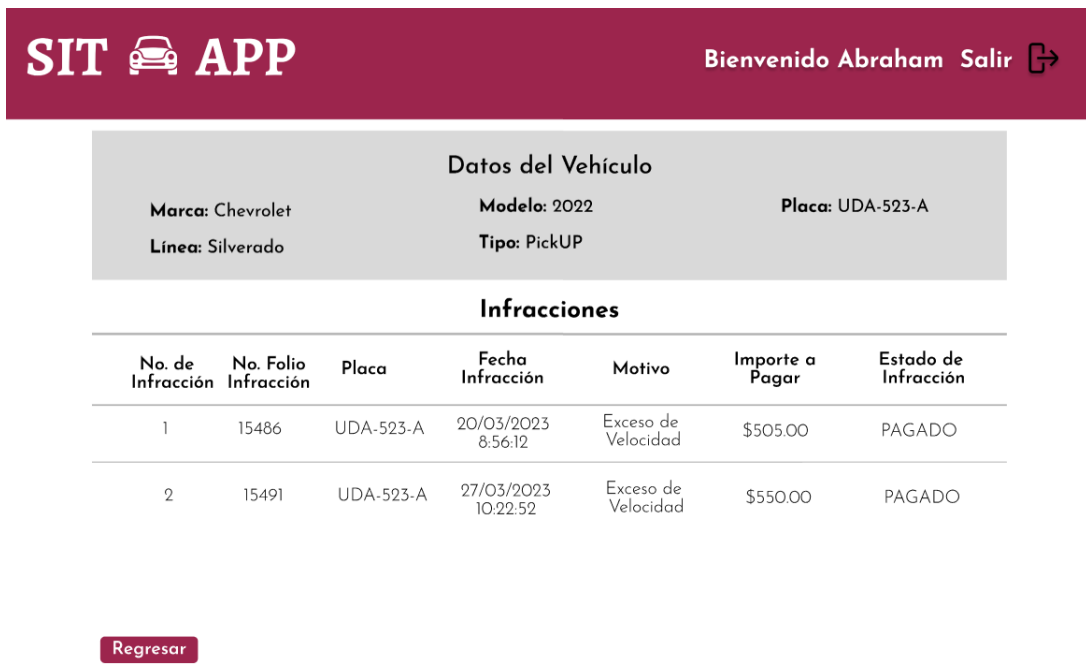 SIT APP
Bienvenido Abraham Salir
Datos del Vehículo
Marca: Chevrolet Modelo: 2022 Placa: UDA-523-A
Línea: Silverado Tipo: PickUP
Infracciones
No. de Infracción No. Folio Infracción Placa Fecha Infracción Motivo Importe a Pagar Estado de Infracción
1 15486 UDA-523-A 20/03/2023 8:56:12 Exceso de Velocidad $505.00 PAGADO
2 15491 UDA-523-A 27/03/2023 10:22:52 Exceso de Velocidad $550.00 PAGADO
Regresar